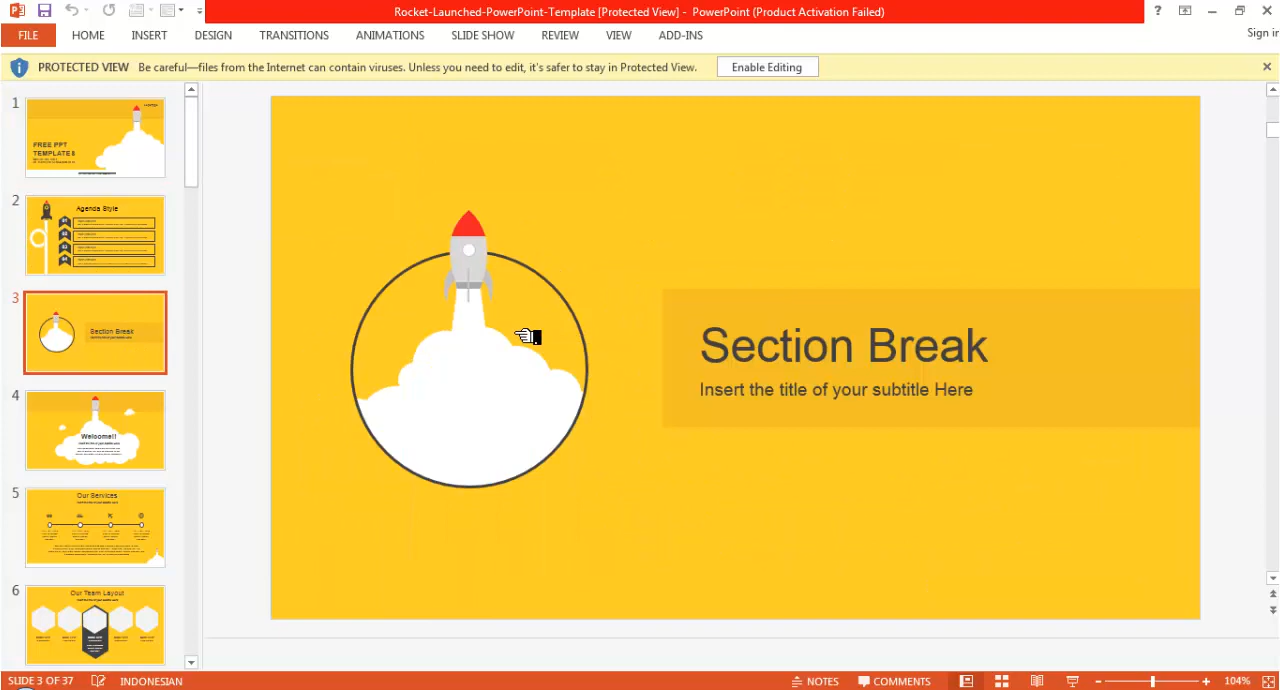 Rocket-Launched-PowerPoint-Template [Protected View] - PowerPoint (Product Activation Failed)
?
FILE HOME INSERT DESIGN TRANSITIONS ANIMATIONS SLIDE SHOW REVIEW VIEW ADD-INS
Sign in
PROTECTED VIEW Be careful—files from the Internet can contain viruses. Unless you need to edit, it's safer to stay in Protected View. Enable Editing
1
FREE PPT
TEMPLATES
2
Agenda Style
3
Section Break
4
Welcome!!
5
Our Services
6
Our Team Layout
Section Break
Insert the title of your subtitle Here
SLIDE 3 OF 37 INDONESIAN NOTES COMMENTS 104%